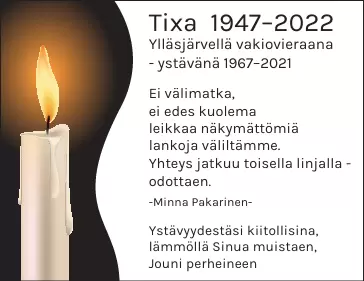 Tixa 1947–2022
Ylläsjärvellä vakiovieraana
- ystävänä 1967–2021
Ei välimatka,
ei edes kuolema
leikkaa näkymättömiä
lankoja väliltämme.
Yhteys jatkuu toisella linjalla -
odottaen.
-Minna Pakarinen-
Ystävyydestäsi kiitollisina,
lämmöllä Sinua muistaen,
Jouni perheineen